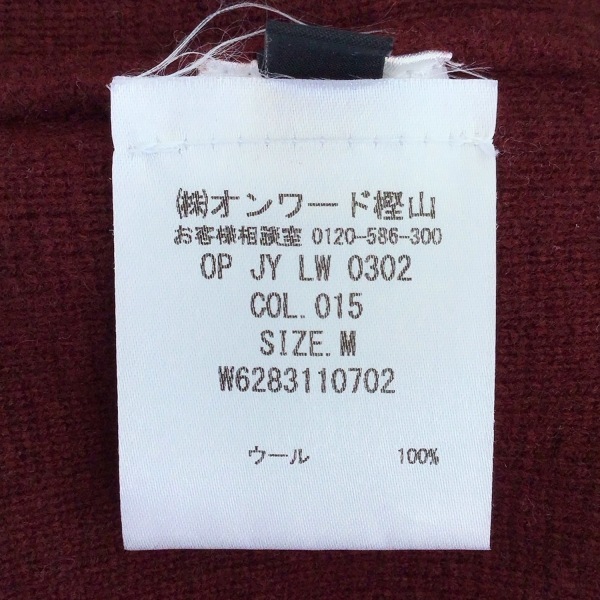 ㈱オンワード樫山
お客様相談室 0120-586-300
OP JY LW 0302
COL.015
SIZE.M
W6283110702
ウール 100%